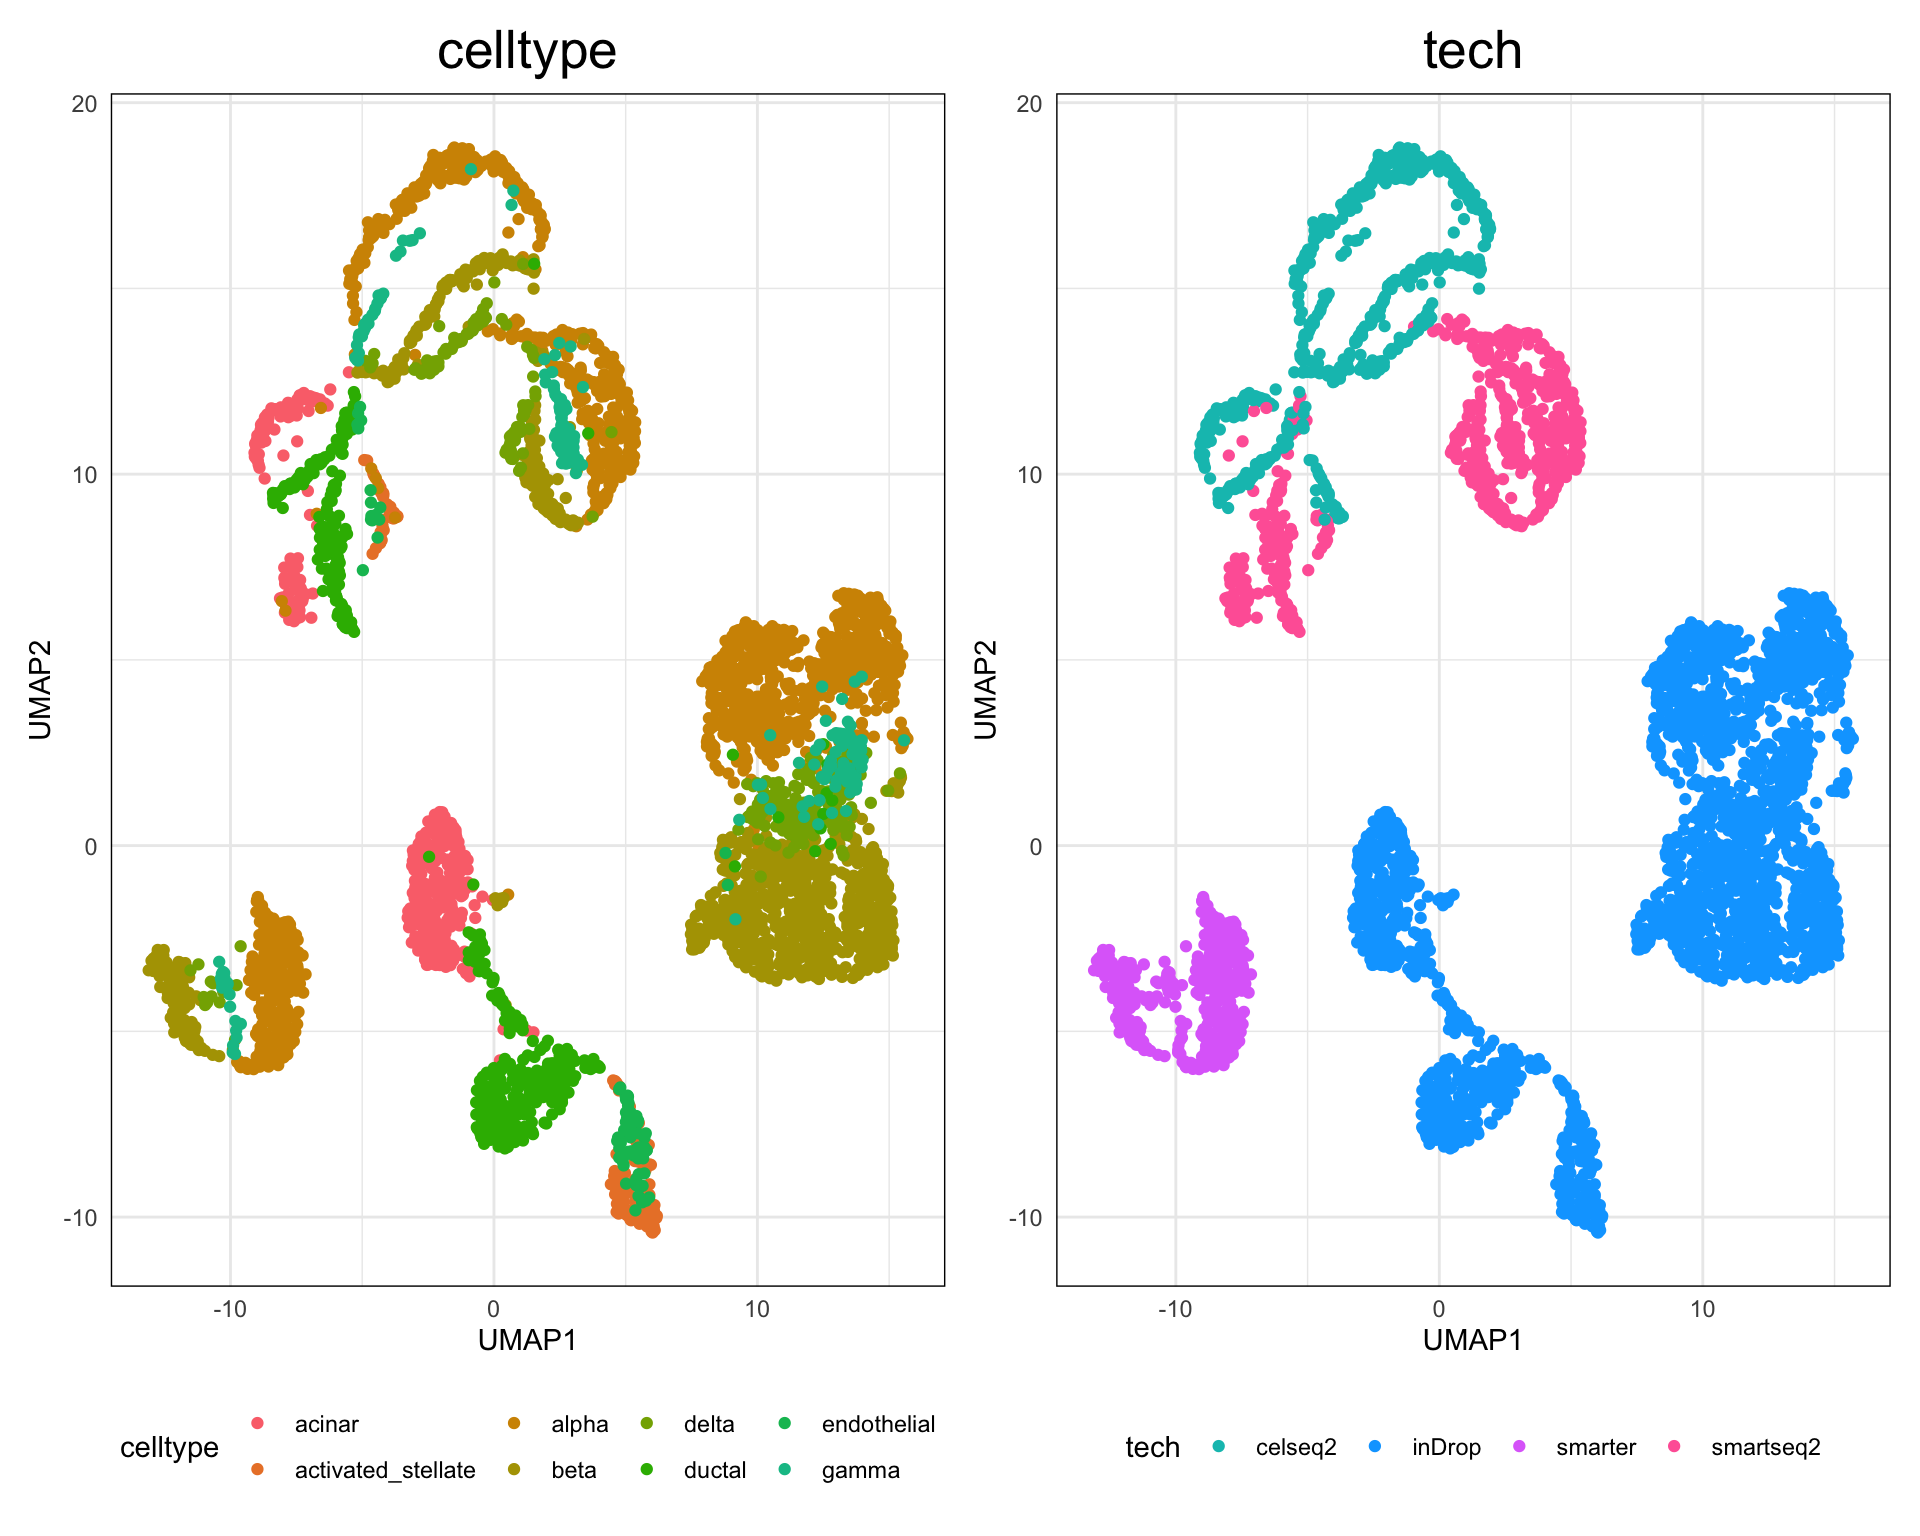 celltype
tech
20
10
0
-10
UMAP2
-10
0
10
UMAP1
20
10
0
-10
UMAP2
-10
0
10
UMAP1
celltype
acinar
alpha
delta
endothelial
activated_stellate
beta
ductal
gamma
tech
celseq2
inDrop
smarter
smartseq2